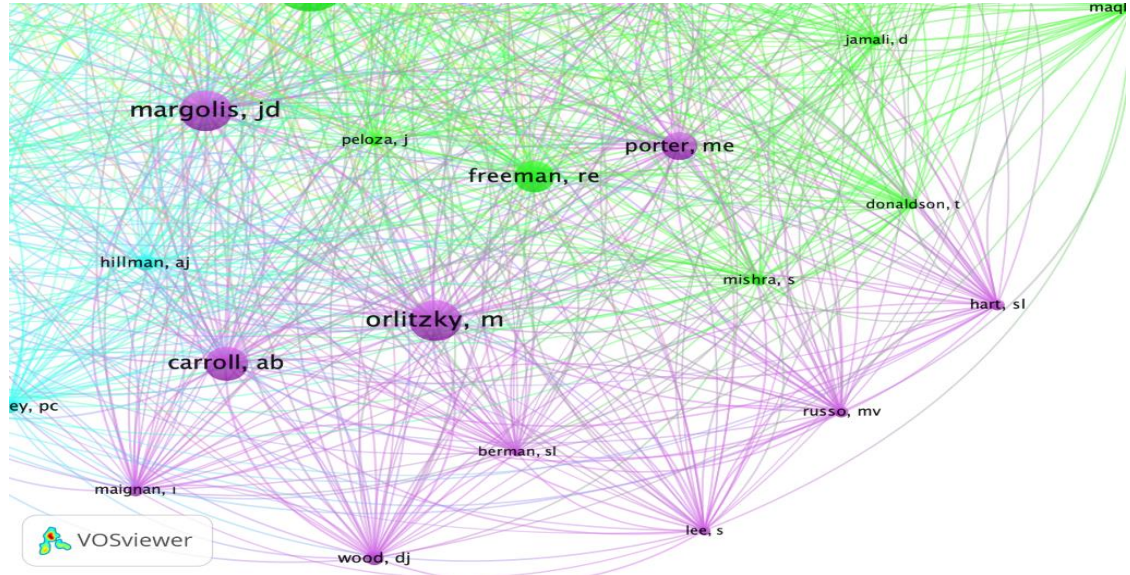 jamali, d
margolis, jd
peloza, j
porter, me
freeman, re
donaldson, t
hillman, aj
mishra, s
hart, sl
orlitzky, m
carroll, ab
ey, pc
russo, mv
berman, sl
maignan, i
lee, s
VOSviewer
wood, dj